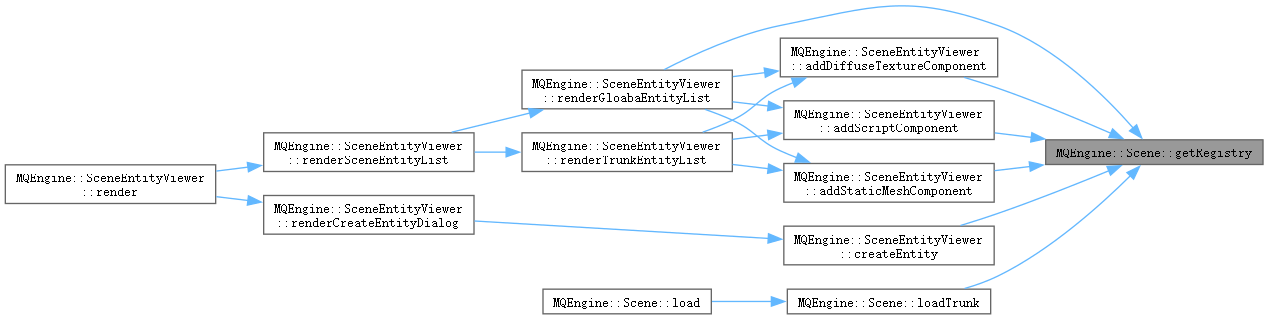 MQEngine::SceneEntityViewer
::render
MQEngine::SceneEntityViewer
::renderSceneEntityList
MQEngine::SceneEntityViewer
::renderCreateEntityDialog
MQEngine::SceneEntityViewer
::renderGloabaEntityList
MQEngine::SceneEntityViewer
::renderTrunkEntityList
MQEngine::Scene::load
MQEngine::SceneEntityViewer
::addDiffuseTextureComponent
MQEngine::SceneEntityViewer
::addScriptComponent
MQEngine::SceneEntityViewer
::addStaticMeshComponent
MQEngine::SceneEntityViewer
::createEntity
MQEngine::Scene::loadTrunk
MQEngine::Scene::getRegistry